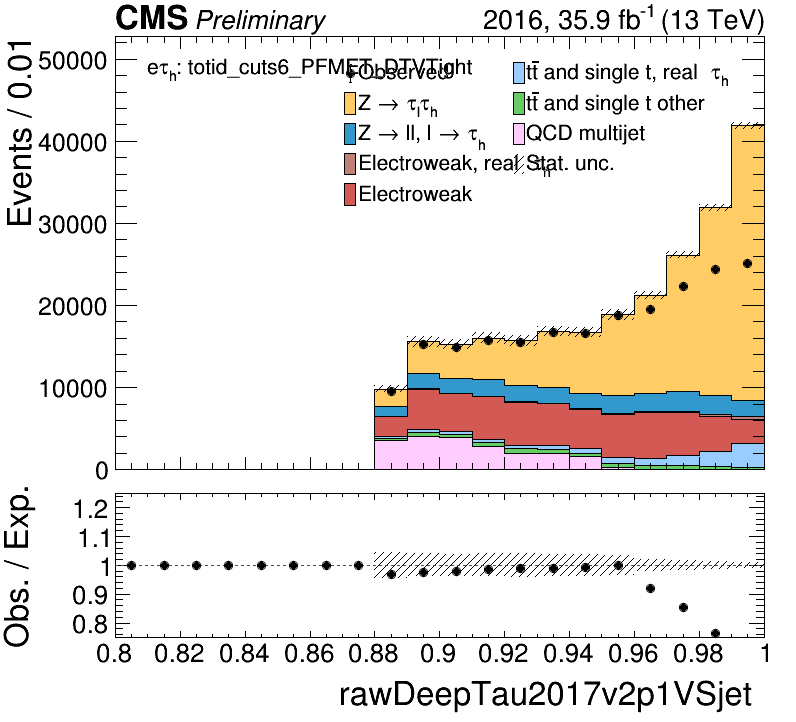 CMS Preliminary 2016, 35.9 fb⁻¹ (13 TeV)
Events / 0.01
50000
40000
30000
20000
10000
0
eτₕ: totid_cuts6_PFMET_DTVTight
Observed
Z → τₗτₕ
Z → ll, l → τₕ
Electroweak, real τₕ
Electroweak
tt̄ and single t, real τₕ
tt̄ and single t other
QCD multijet
Stat. unc.
Obs. / Exp.
1.2
1.1
1
0.9
0.8
0.8 0.82 0.84 0.86 0.88 0.9 0.92 0.94 0.96 0.98 1
rawDeepTau2017v2p1VSjet